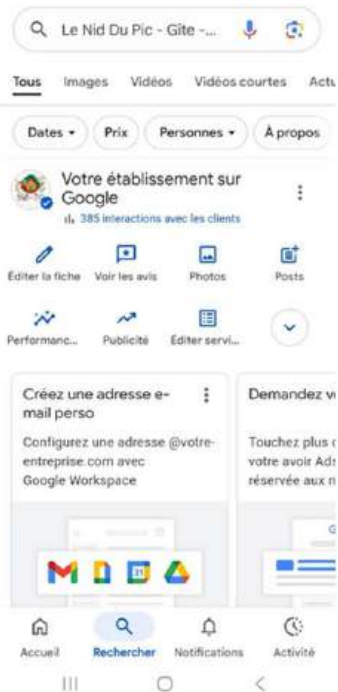 Le Nid Du Pic - Gîte -...
Tous Images Vidéos Vidéos courtes Actu
Dates Prix Personnes À propos
Votre établissement sur
Google
385 interactions avec les clients
Éditer la fiche Voir les avis Photos Posts
Performanc... Publicité Éditer servi...
Créez une adresse e-
mail perso
Configurez une adresse @votre-
entreprise.com avec
Google Workspace
Demandez v
Touchez plus
votre avoir Ads
réservée aux n
31
G
Accueil Rechercher Notifications Activité